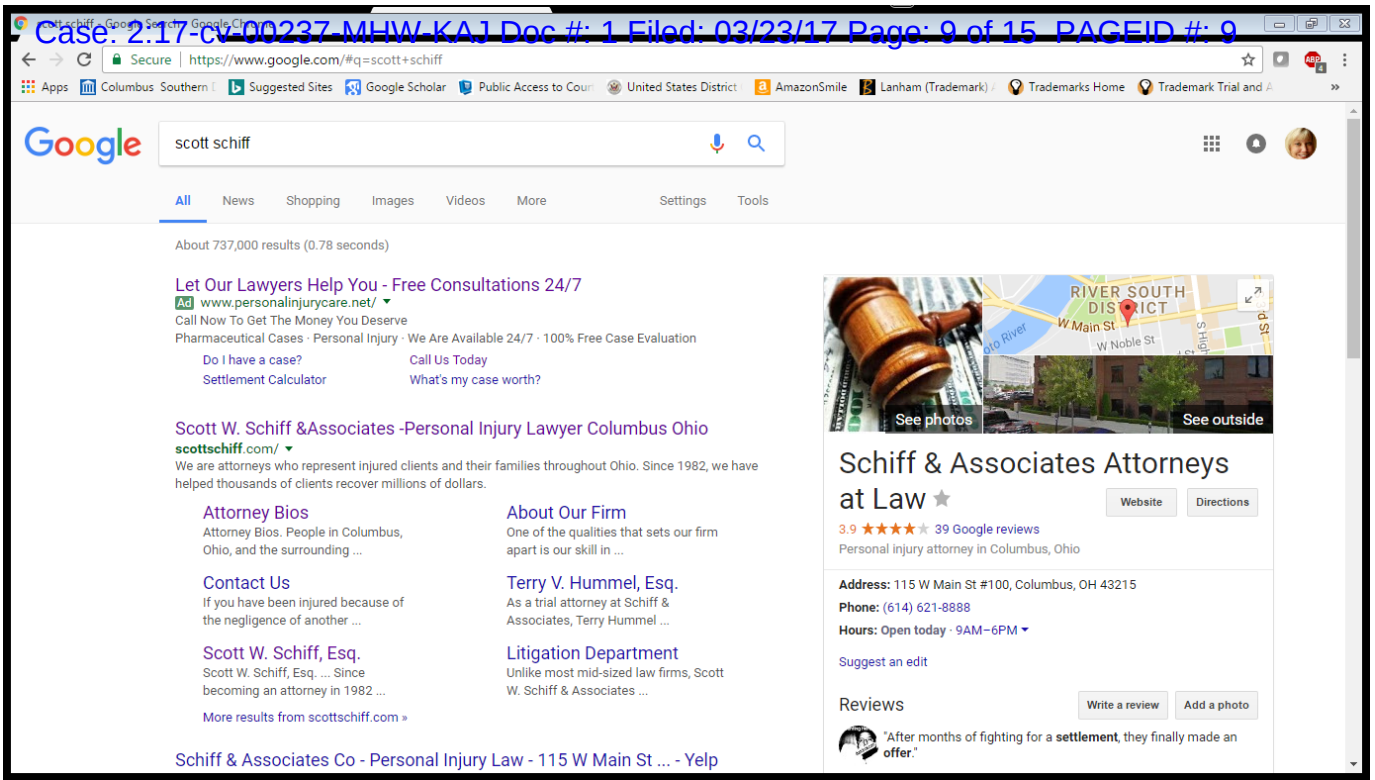 scott schiff - Google Search - Google Chrome
Case: 2:17-cv-00237-MHW-KAJ Doc #: 1 Filed: 03/23/17 Page: 9 of 15 PAGEID #: 9
Secure | https://www.google.com/#q=scott+schiff
ABP 4
Apps Columbus Southern Suggested Sites Google Scholar Public Access to Cour United States District AmazonSmile Lanham (Trademark) Trademarks Home Trademark Trial and A »
Google scott schiff
All News Shopping Images Videos More Settings Tools
About 737,000 results (0.78 seconds)
Let Our Lawyers Help You - Free Consultations 24/7
Ad www.personalinjurycare.net/
Call Now To Get The Money You Deserve
Pharmaceutical Cases · Personal Injury · We Are Available 24/7 · 100% Free Case Evaluation
Do I have a case? Call Us Today
Settlement Calculator What's my case worth?
Scott W. Schiff &Associates -Personal Injury Lawyer Columbus Ohio
scottschiff.com/
We are attorneys who represent injured clients and their families throughout Ohio. Since 1982, we have
helped thousands of clients recover millions of dollars.
Attorney Bios
Attorney Bios. People in Columbus,
Ohio, and the surrounding ...
About Our Firm
One of the qualities that sets our firm
apart is our skill in ...
Contact Us
If you have been injured because of
the negligence of another ...
Terry V. Hummel, Esq.
As a trial attorney at Schiff &
Associates, Terry Hummel ...
Scott W. Schiff, Esq.
Scott W. Schiff, Esq. ... Since
becoming an attorney in 1982 ...
Litigation Department
Unlike most mid-sized law firms, Scott
W. Schiff & Associates ...
More results from scottschiff.com »
Schiff & Associates Co - Personal Injury Law - 115 W Main St ... - Yelp
RIVER SOUTH
DISTRICT
W Main St
W Noble St
S High
rd St
oto River
See photos
See outside
Schiff & Associates Attorneys
at Law
Website Directions
3.9 39 Google reviews
Personal injury attorney in Columbus, Ohio
Address: 115 W Main St #100, Columbus, OH 43215
Phone: (614) 621-8888
Hours: Open today · 9AM–6PM
Suggest an edit
Reviews Write a review Add a photo
"After months of fighting for a settlement, they finally made an
offer."